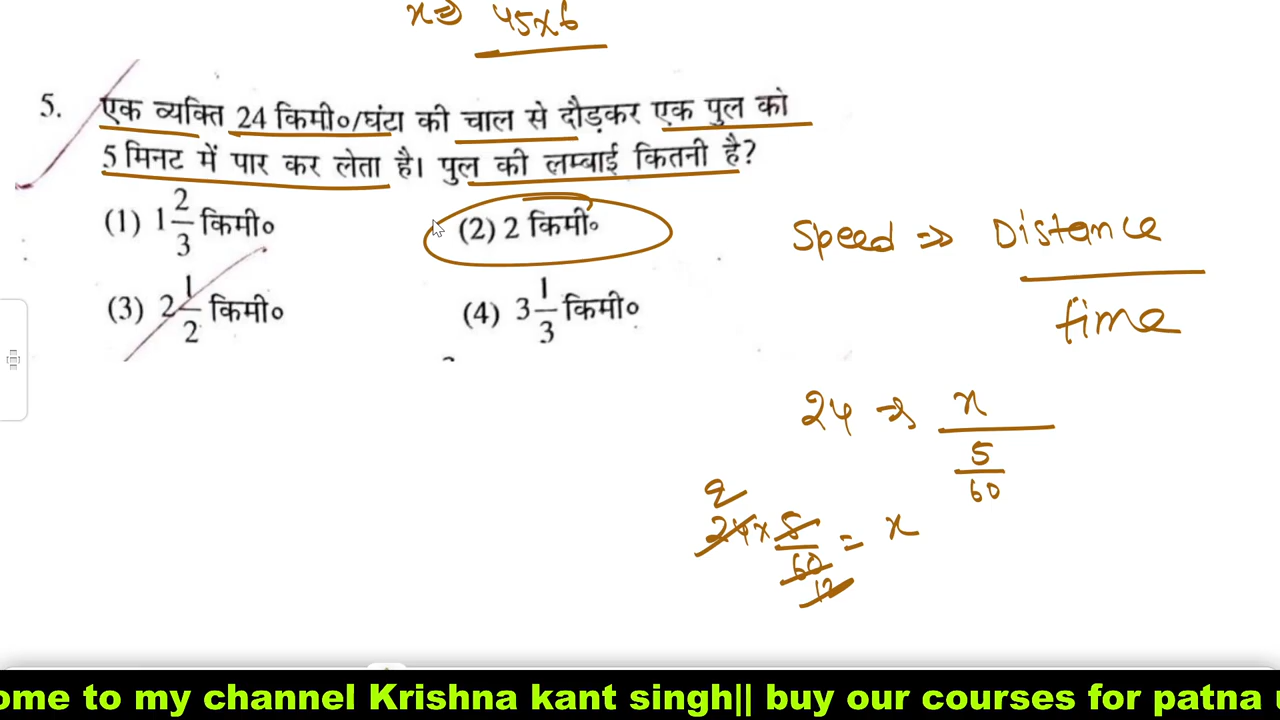 x ⇒ 45×6
5. एक व्यक्ति 24 किमी०/घंटा की चाल से दौड़कर एक पुल को
5 मिनट में पार कर लेता है। पुल की लम्बाई कितनी है?
(1) 1 2/3 किमी० (2) 2 किमी०
(3) 2 1/2 किमी० (4) 3 1/3 किमी०
Speed ⇒ Distance
time
24 ⇒ x
5
60
2
24 × 5/60 = x
12
ome to my channel Krishna kant singh|| buy our courses for patna